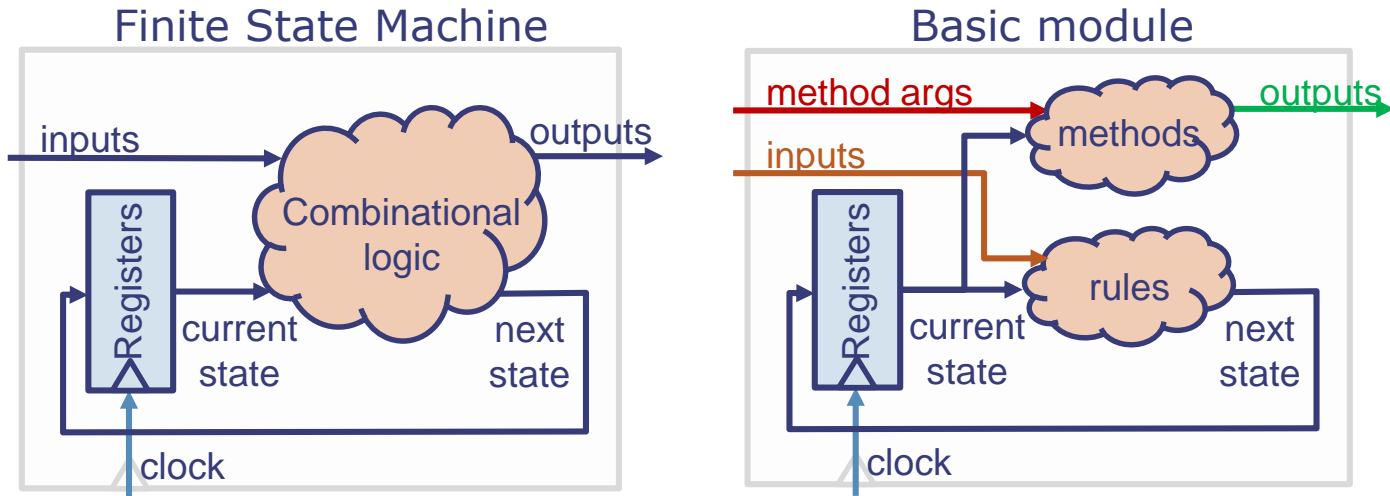 Finite State Machine
inputs
outputs
Combinational
logic
Registers
current
state
next
state
clock
Basic module
method args
outputs
methods
inputs
Registers
rules
current
state
next
state
clock